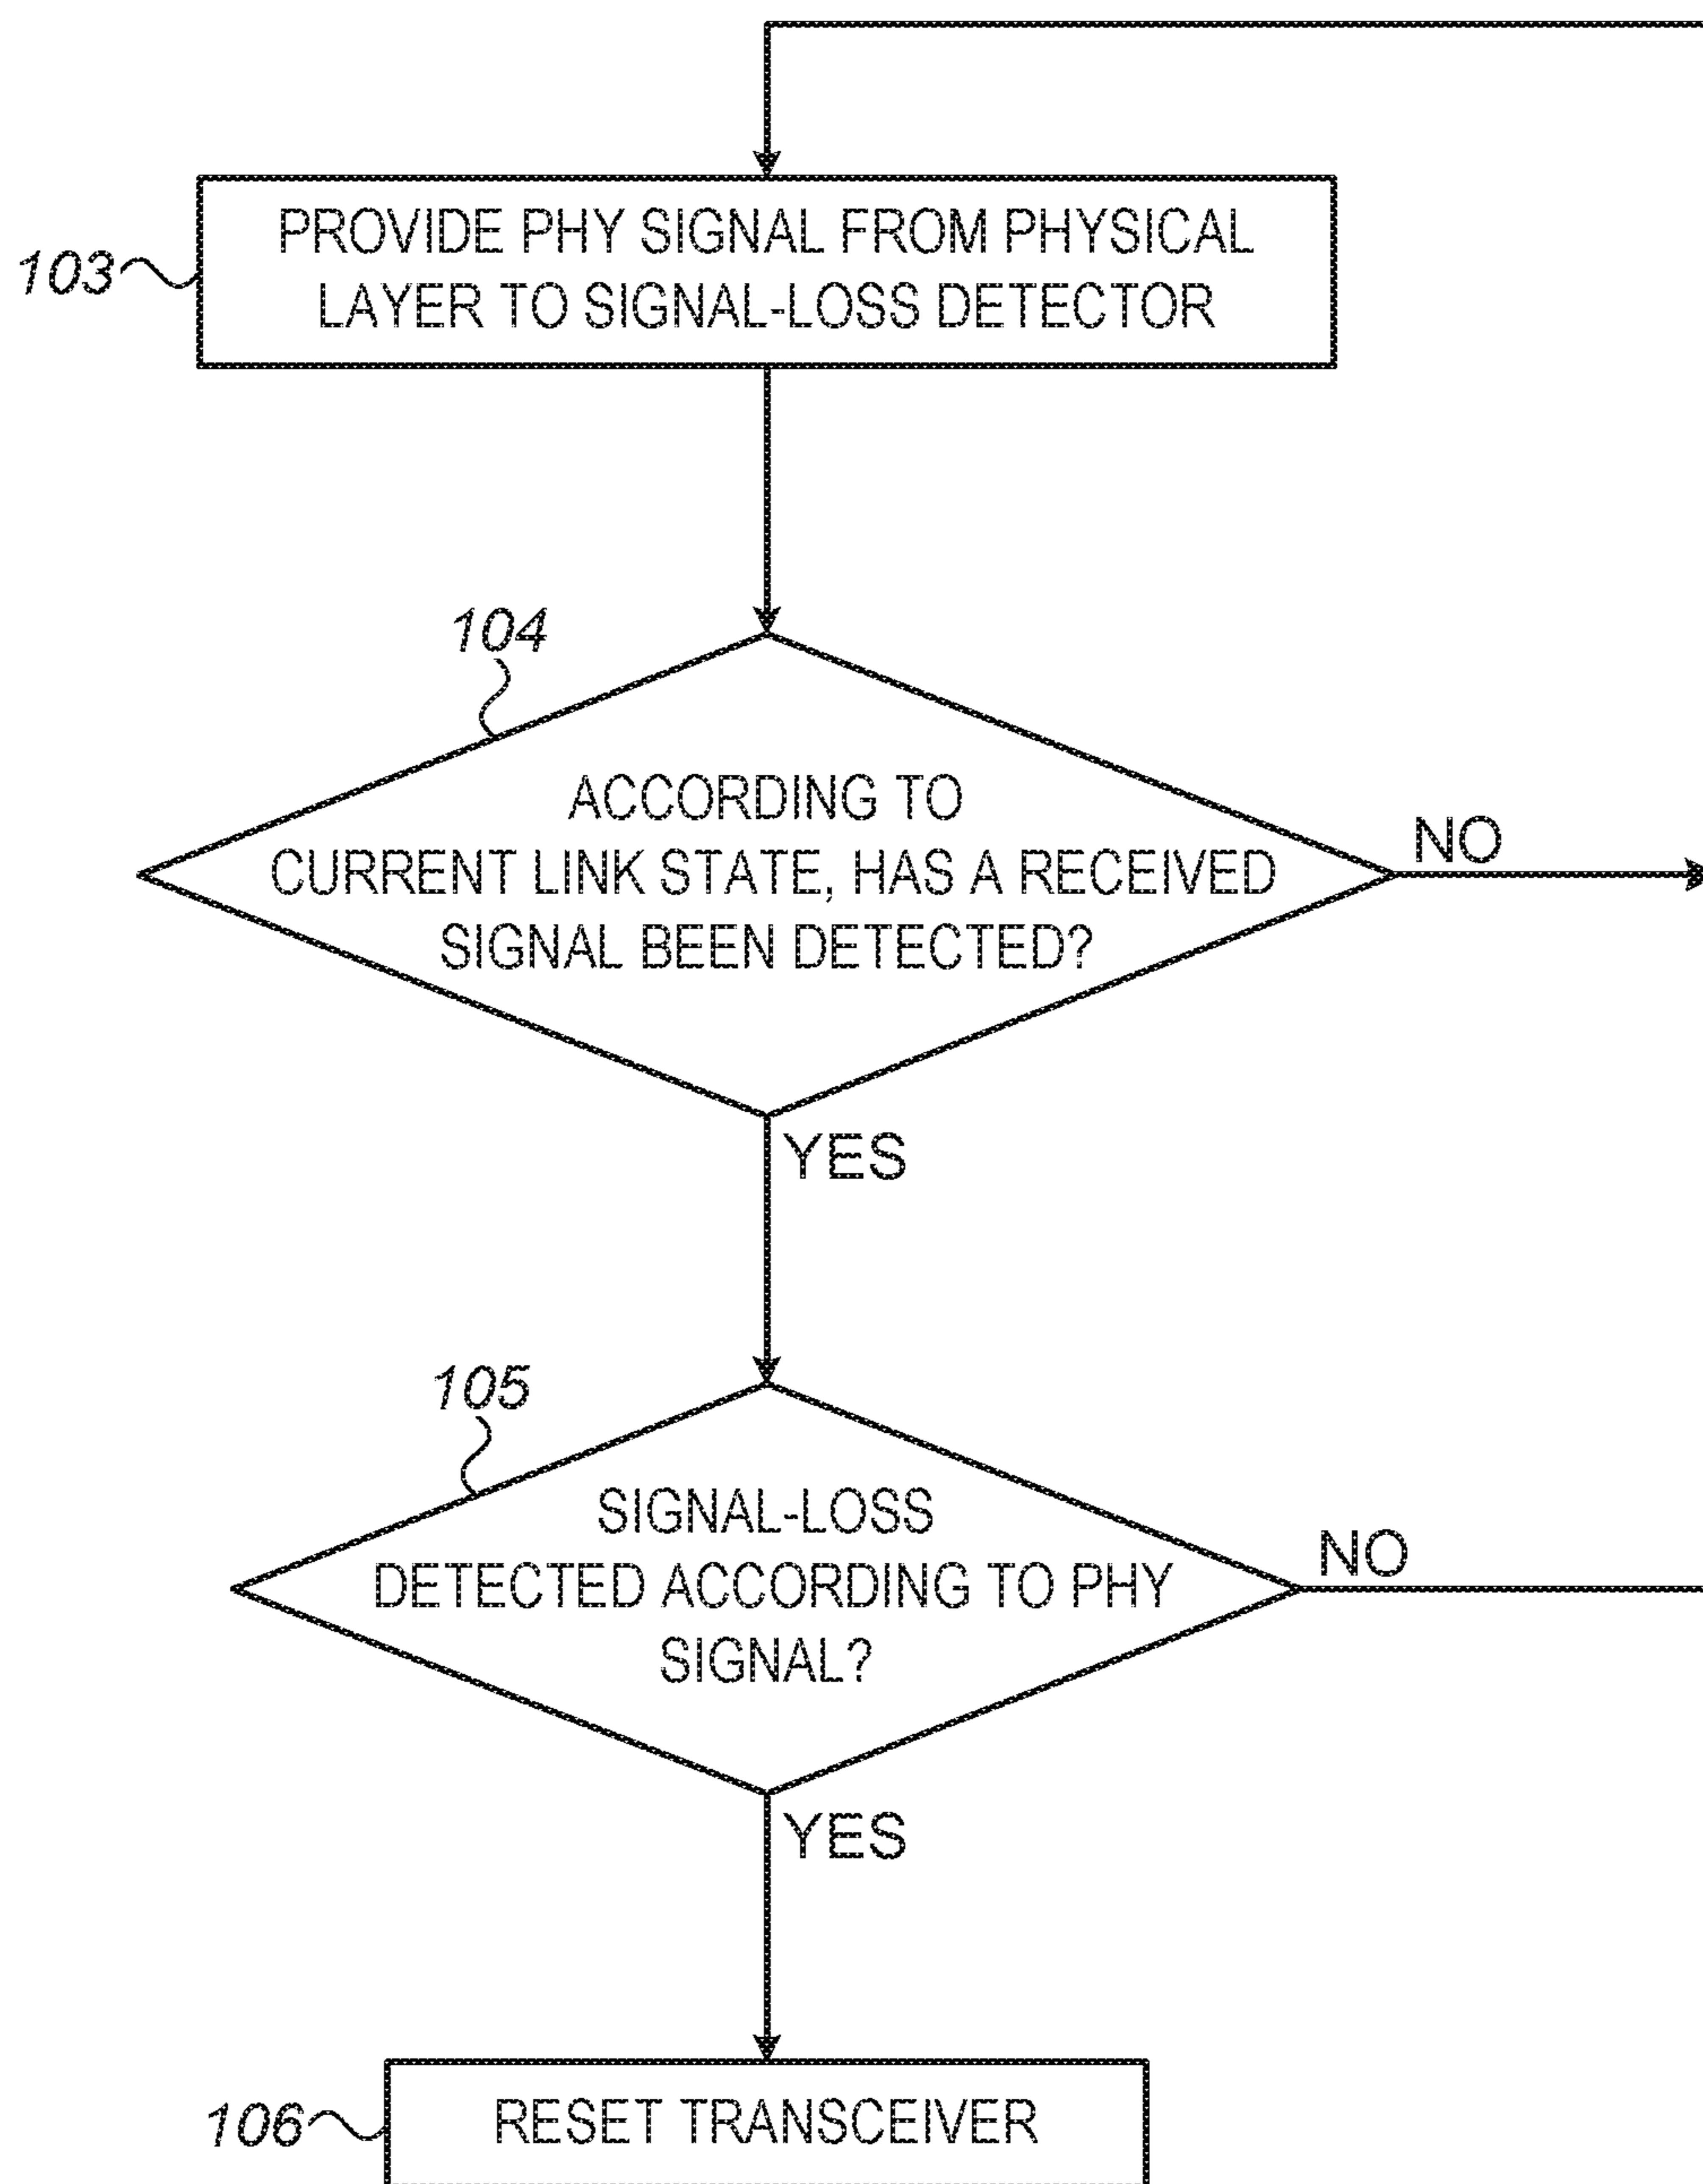 103
PROVIDE PHY SIGNAL FROM PHYSICAL
LAYER TO SIGNAL-LOSS DETECTOR
104
ACCORDING TO
CURRENT LINK STATE, HAS A RECEIVED
SIGNAL BEEN DETECTED?
NO
YES
105
SIGNAL-LOSS
DETECTED ACCORDING TO PHY
SIGNAL?
NO
YES
106
RESET TRANSCEIVER